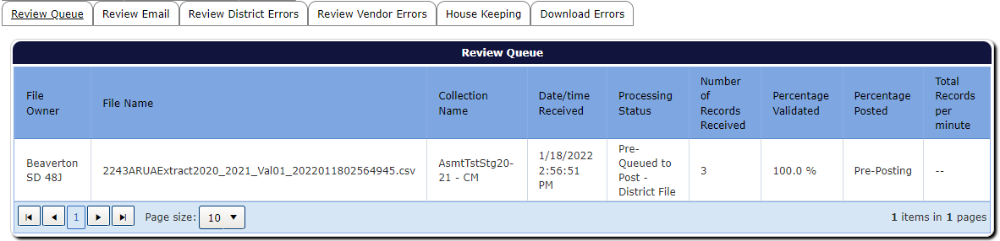 Review Queue
Review Email
Review District Errors
Review Vendor Errors
House Keeping
Download Errors
Review Queue
File
Owner
File Name
Collection
Name
Date/time
Received
Processing
Status
Number
of
Records
Received
Percentage
Validated
Percentage
Posted
Total
Records
per
minute
Beaverton
SD 48J
2243ARUAExtract2020_2021_Val01_2022011802564945.csv
AsmtTstStg20-
21 - CM
1/18/2022
2:56:51
PM
Pre-
Queued to
Post -
District File
3
100.0 %
Pre-Posting
--
1
Page size:
10
1 items in 1 pages